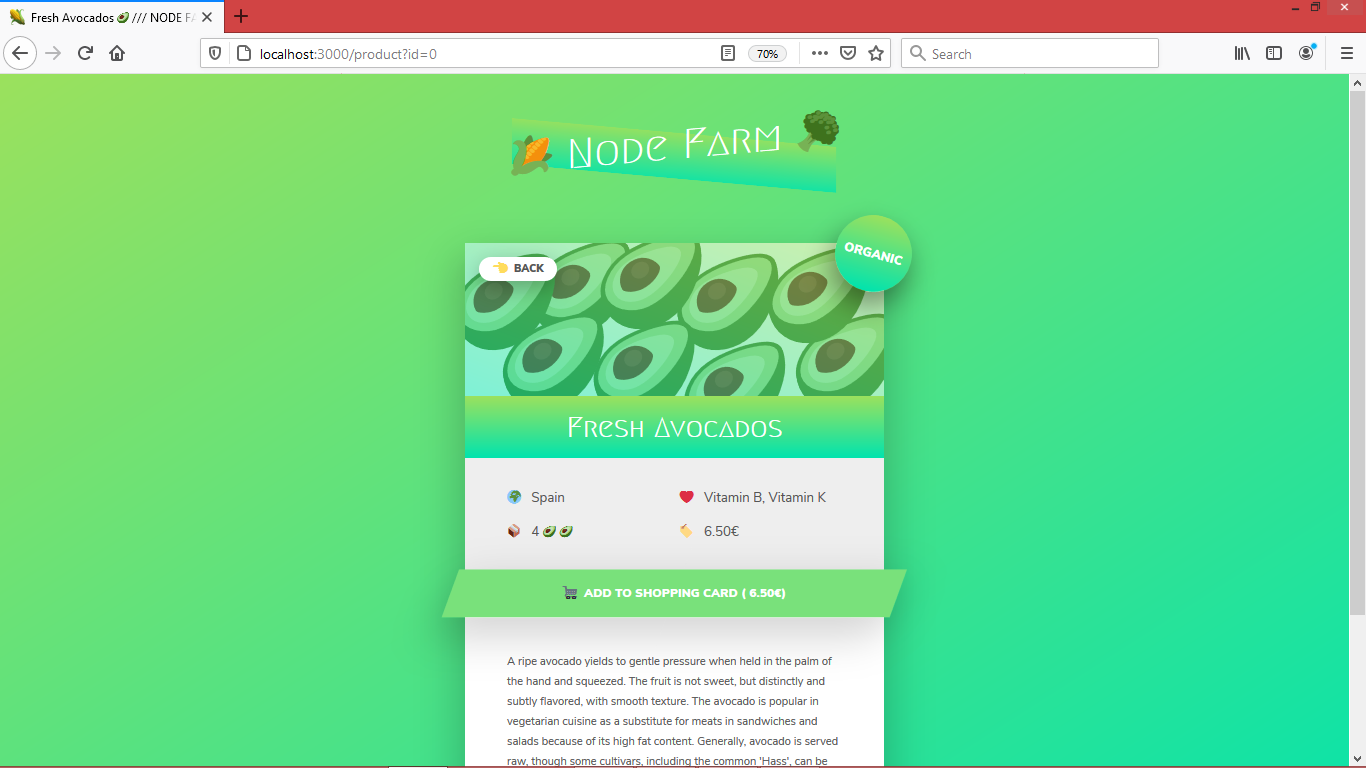 Fresh Avocados 🥑 /// NODE FA
localhost:3000/product?id=0
70%
Search
Node Farm
ORGANIC
BACK
Fresh Avocados
Spain
Vitamin B, Vitamin K
4 🥑🥑
6.50€
ADD TO SHOPPING CARD ( 6.50€)
A ripe avocado yields to gentle pressure when held in the palm of
the hand and squeezed. The fruit is not sweet, but distinctly and
subtly flavored, with smooth texture. The avocado is popular in
vegetarian cuisine as a substitute for meats in sandwiches and
salads because of its high fat content. Generally, avocado is served
raw, though some cultivars, including the common 'Hass', can be